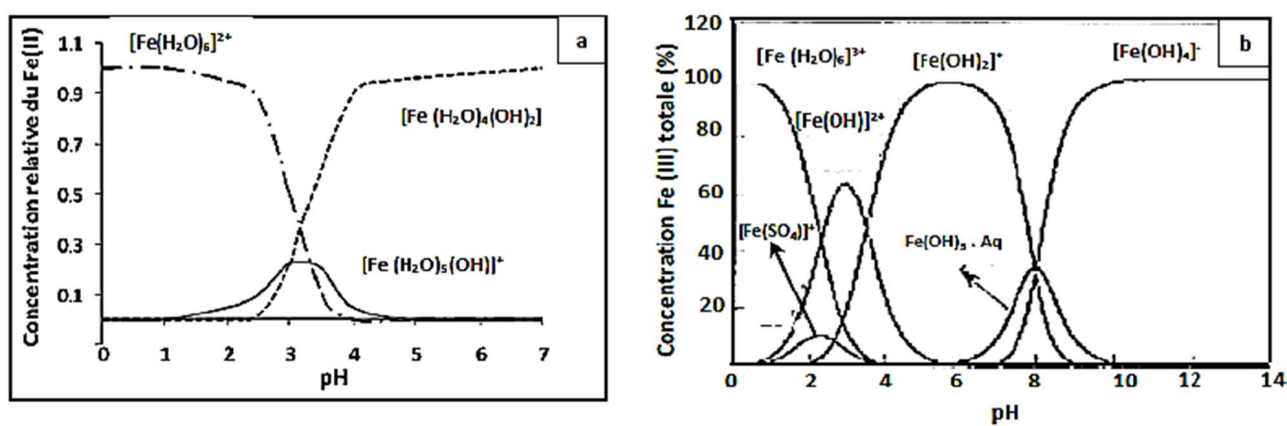 a
[Fe(H₂O)₆]²⁺
Concentration relative du Fe(II)
1.1
0.9
0.7
0.5
0.3
0.1
[Fe (H₂O)₄(OH)₂]
[Fe (H₂O)₅(OH)]⁺
0 1 2 3 4 5 6 7
pH
b
[Fe (H₂O)₆]³⁺ [Fe(OH)₂]⁺ [Fe(OH)₄]⁻
Concentration Fe (III) totale (%)
120
100
80
60
40
20
[Fe(OH)]²⁺
[Fe(SO₄)]⁺
Fe(OH)₃ . Aq
0 2 4 6 8 10 12 14
pH